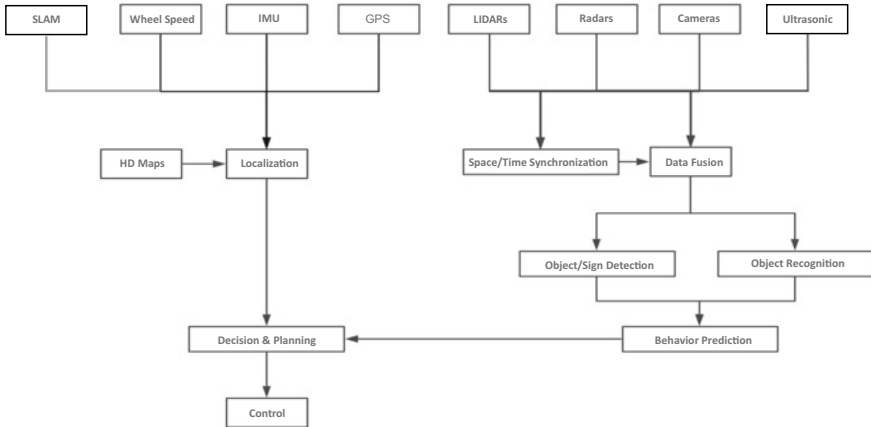 SLAM
Wheel Speed
IMU
GPS
LIDARs
Radars
Cameras
Ultrasonic
HD Maps
Localization
Space/Time Synchronization
Data Fusion
Object/Sign Detection
Object Recognition
Decision & Planning
Behavior Prediction
Control